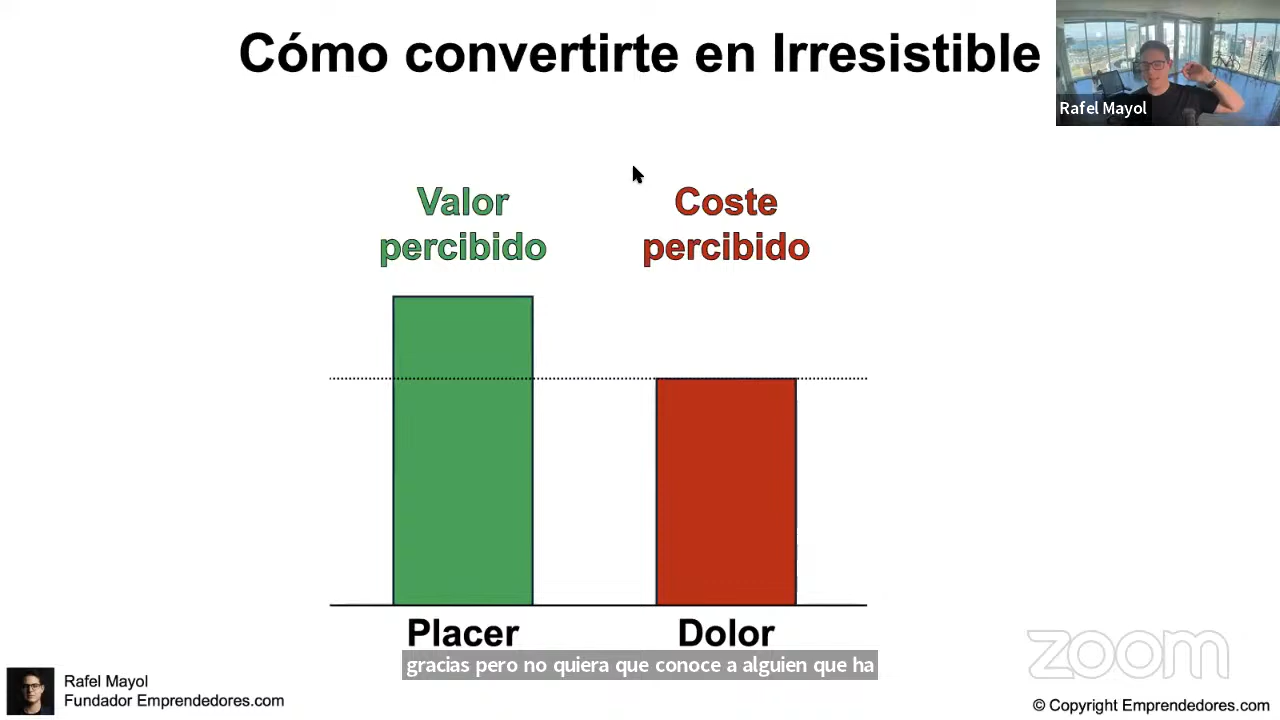 Cómo convertirte en Irresistible
Rafel Mayol
Valor
percibido
Coste
percibido
Placer
Dolor
gracias pero no quiera que conoce a alguien que ha
Rafel Mayol
Fundador Emprendedores.com
zoom
© Copyright Emprendedores.com